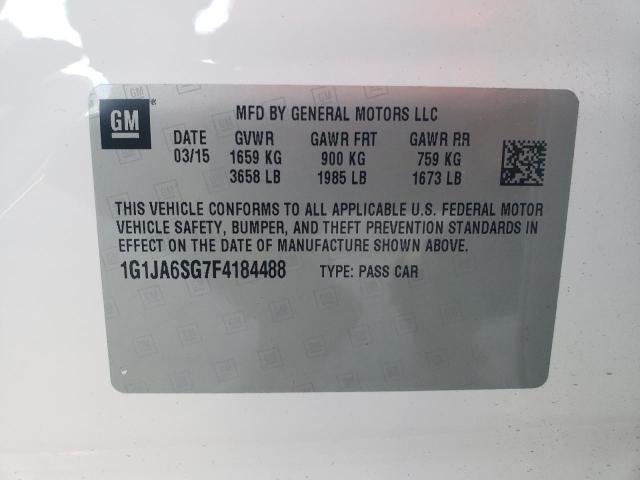 GM
MFD BY GENERAL MOTORS LLC
DATE GVWR GAWR FRT GAWR RR
03/15 1659 KG 900 KG 759 KG
3658 LB 1985 LB 1673 LB
THIS VEHICLE CONFORMS TO ALL APPLICABLE U.S. FEDERAL MOTOR
VEHICLE SAFETY, BUMPER, AND THEFT PREVENTION STANDARDS IN
EFFECT ON THE DATE OF MANUFACTURE SHOWN ABOVE.
1G1JA6SG7F4184488 TYPE: PASS CAR